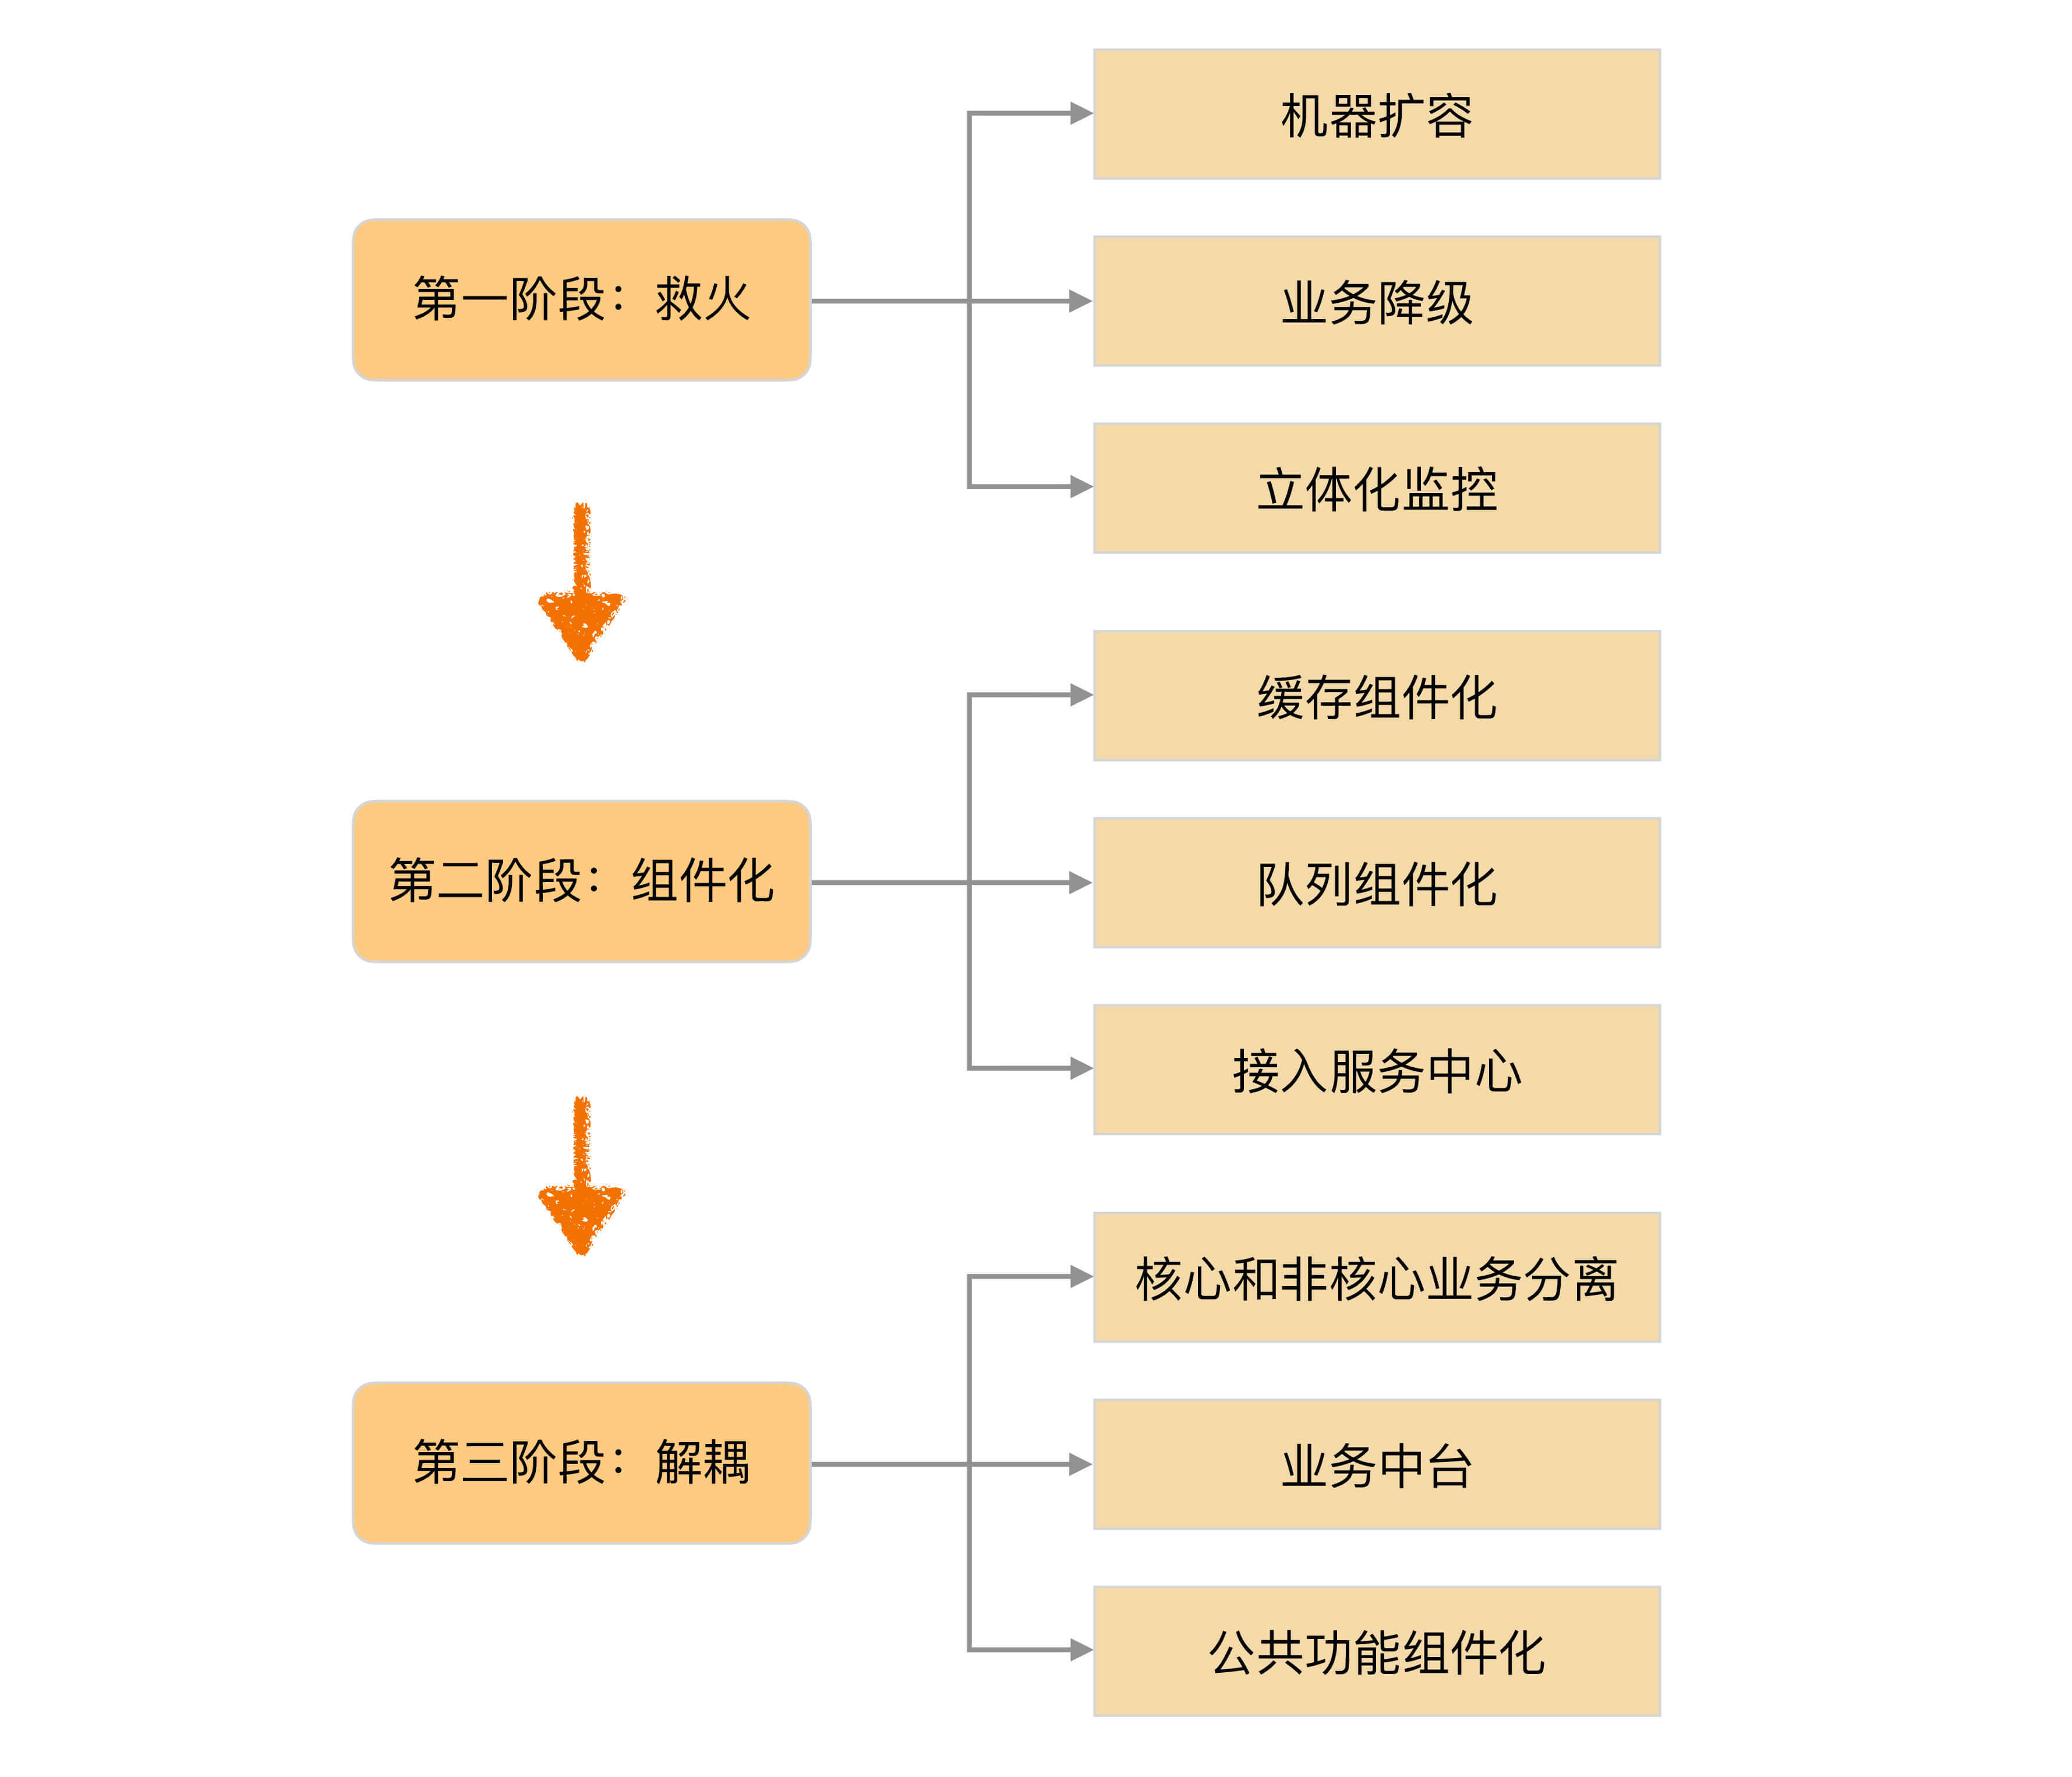 第一阶段：救火
机器扩容
业务降级
立体化监控
第二阶段：组件化
缓存组件化
队列组件化
接入服务中心
第三阶段：解耦
核心和非核心业务分离
业务中台
公共功能组件化